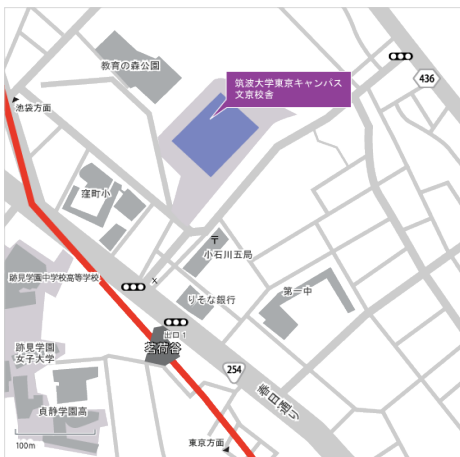 教育の森公園
436
筑波大学東京キャンパス
文京校舎
池袋方面
窪町小
〒
小石川五局
跡見学園中学校高等学校
X
りそな銀行
第一中
出口1
茗荷谷
跡見学園
女子大学
254
春日通り
貞静学園高
東京方面
100m